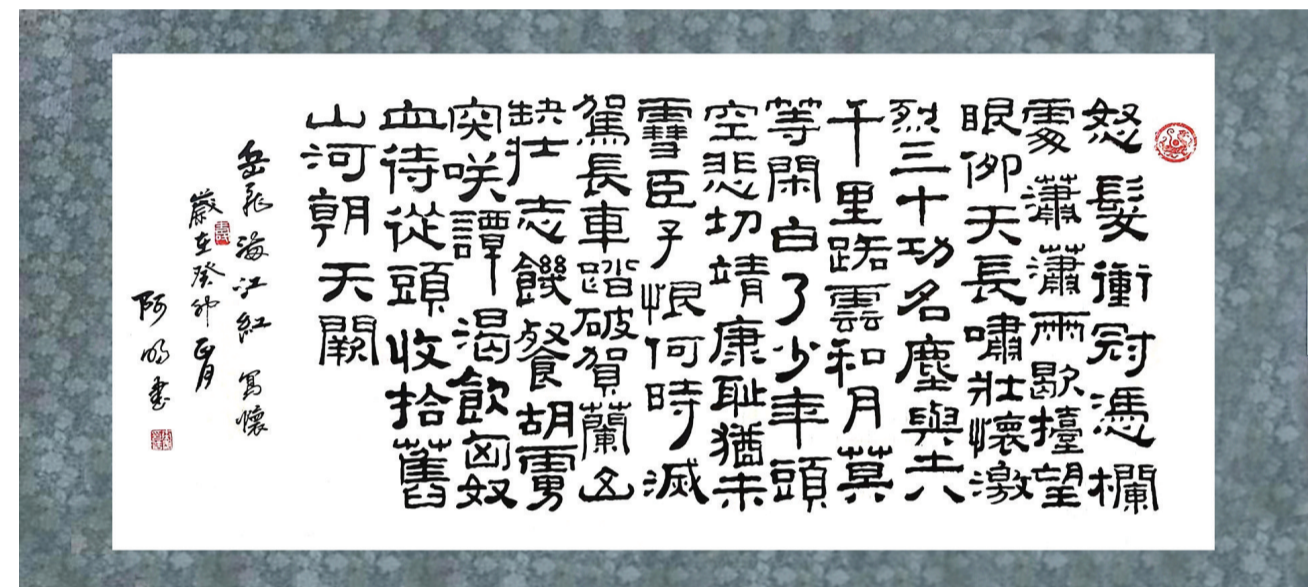 怒髮衝冠憑欄
處瀟瀟雨歇擡望
眼仰天長嘯壯懷激
烈三十功名塵與土八
千里路雲和月莫
等閑白了少年頭
空悲切靖康恥猶未
雪臣子恨何時滅
駕長車踏破賀蘭山
缺壯志饑餐胡虜
宍咲譚渴飲匈奴
血待從頭收拾舊
山河朝天闕
岳飛滿江紅寫懷
歲在癸卯正月
阿明書